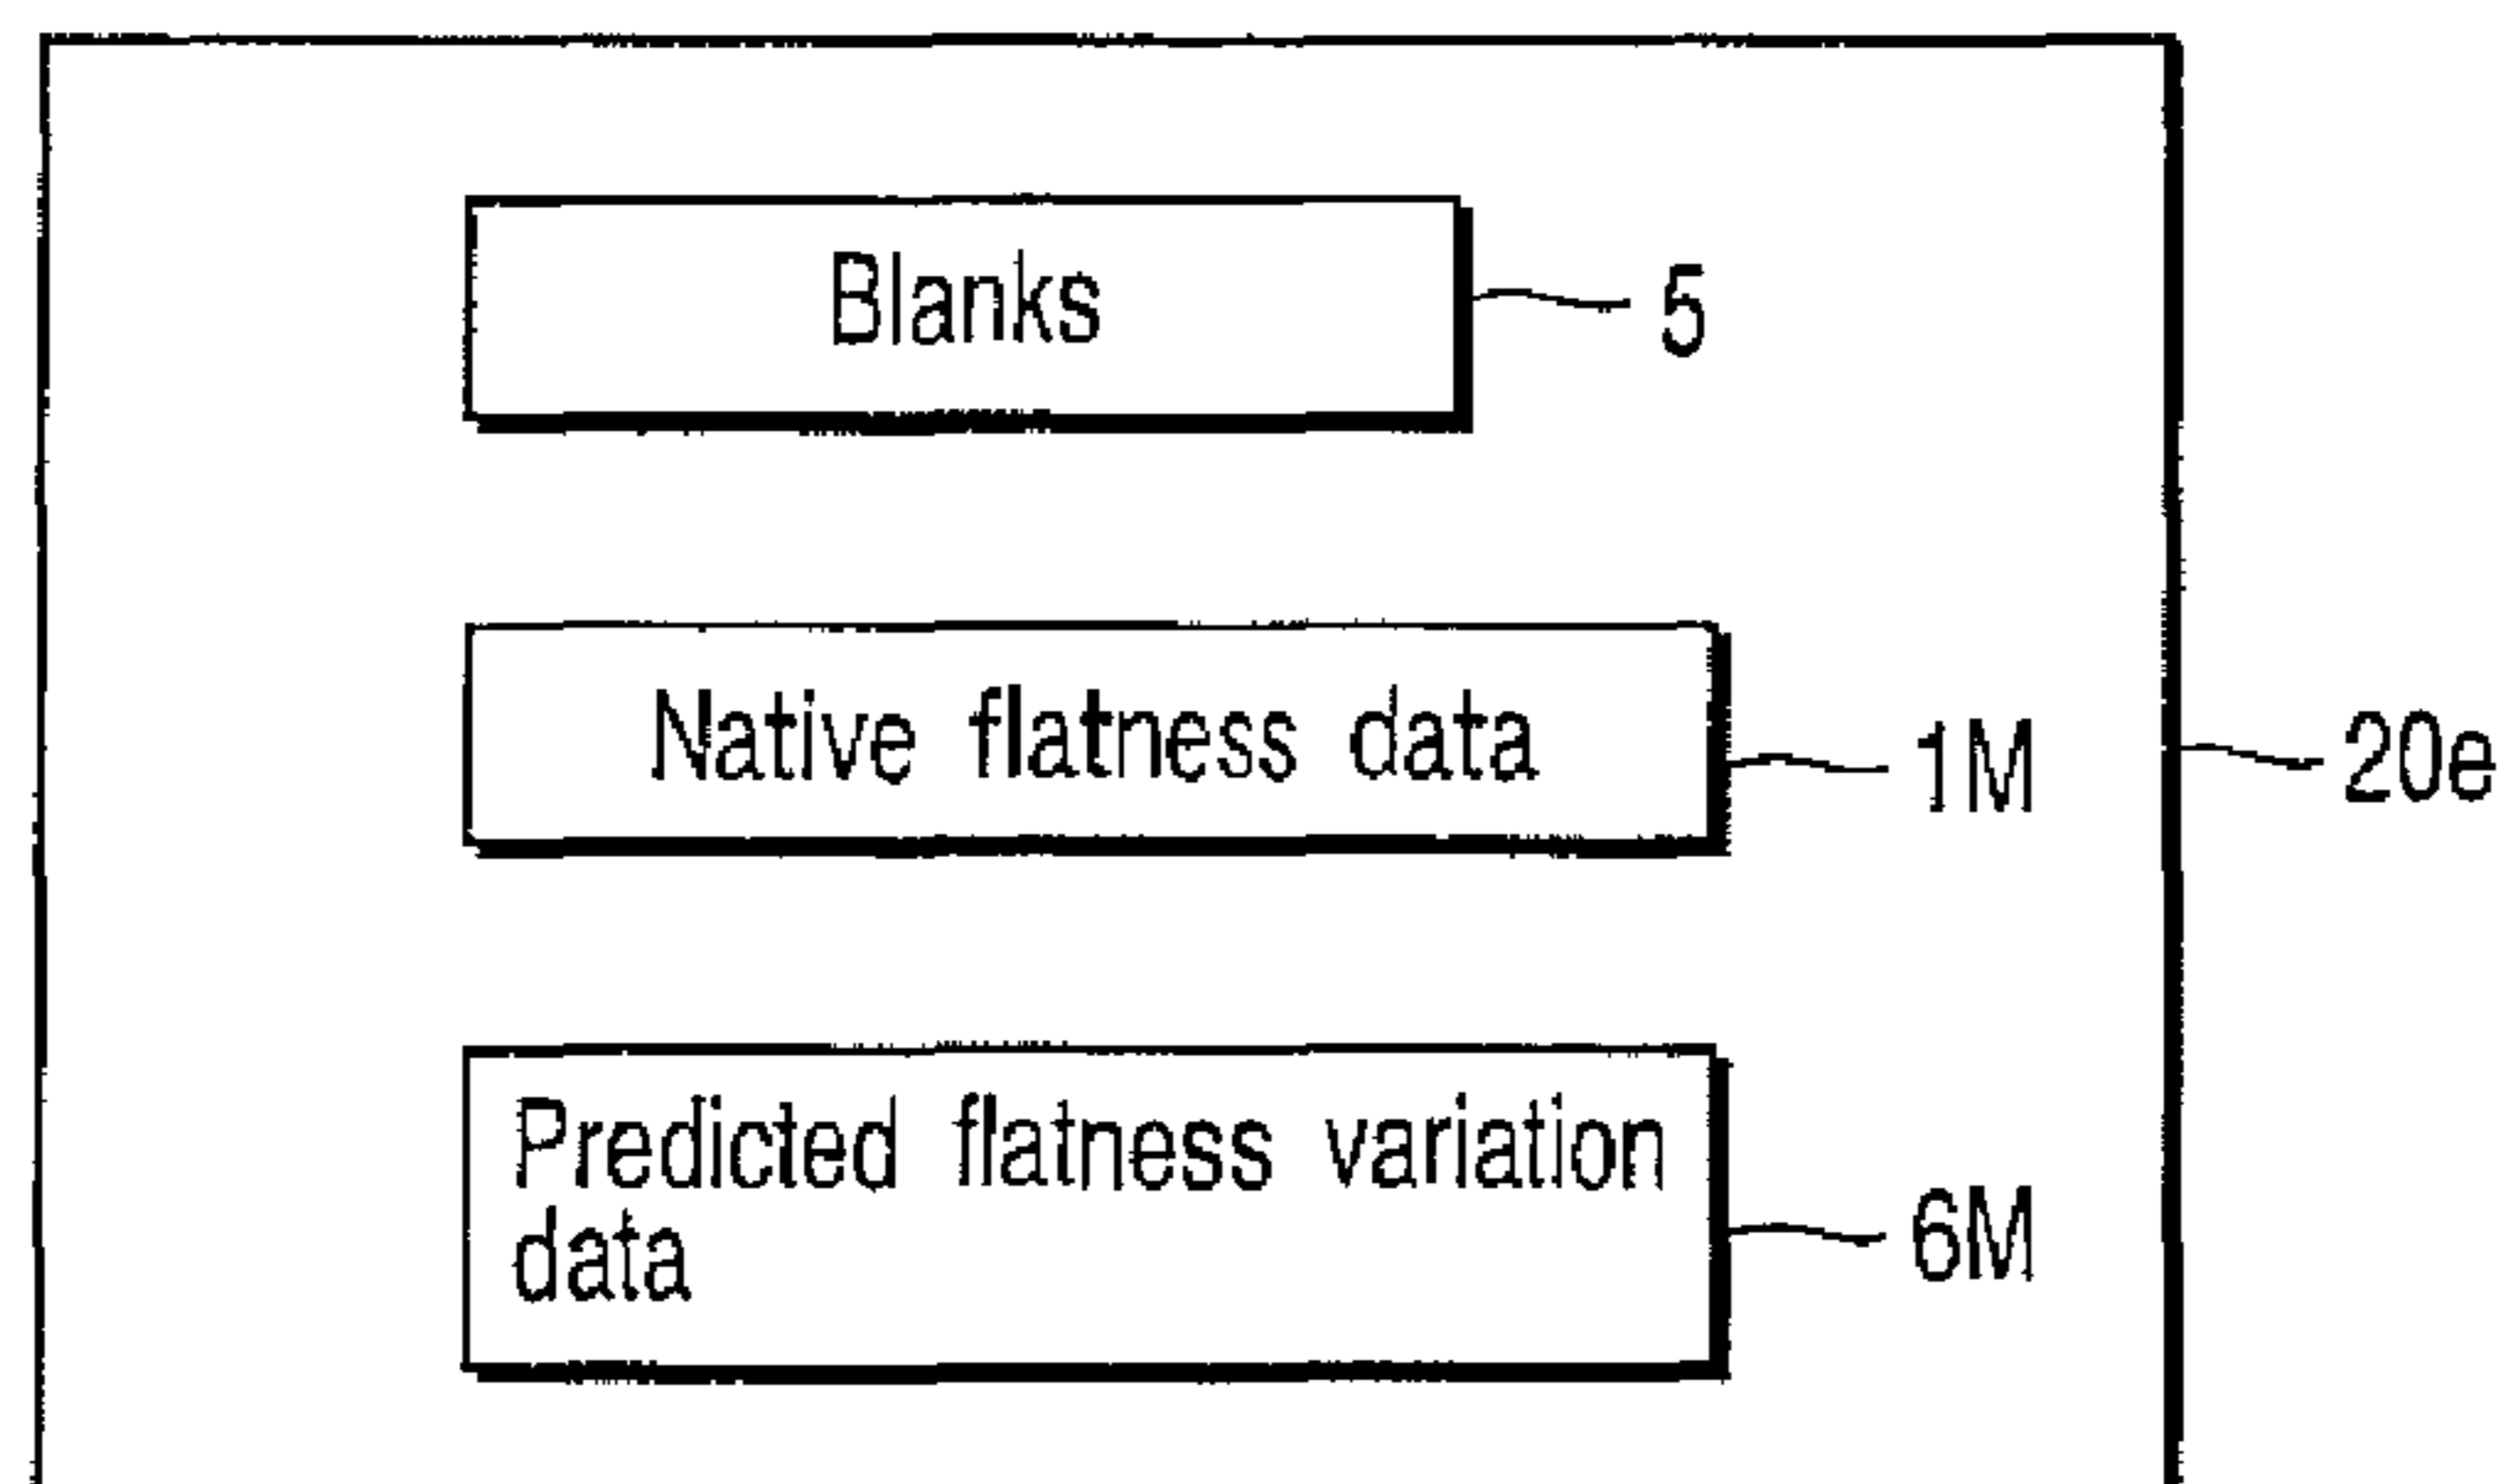 Blanks
5
Native flatness data
1M
20e
Predicted flatness variation
data
6M